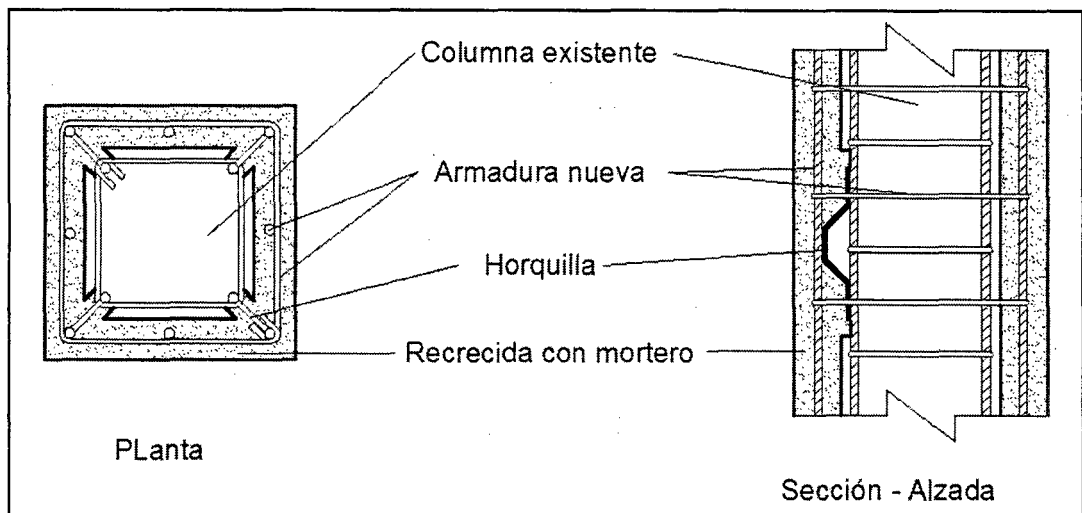 Columna existente
Armadura nueva
Horquilla
Recrecida con mortero
PLanta
Sección - Alzada